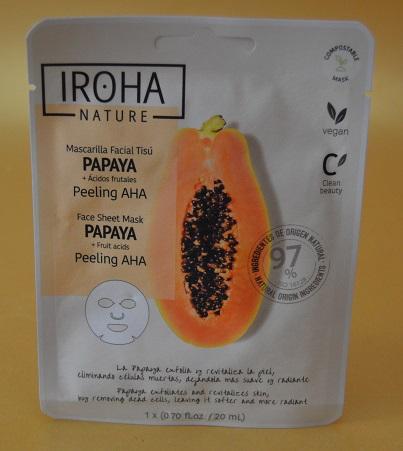 IROHA
NATURE
COMPOSTABLE
MASK
vegan
C
Clean
beauty
Mascarilla Facial Tisú
PAPAYA
+ Ácidos frutales
Peeling AHA
Face Sheet Mask
PAPAYA
+ Fruit acids
Peeling AHA
INGREDIENTES DE ORIGEN NATURAL
97
%
ISO 16128
NATURAL ORIGIN INGREDIENTS
La Papaya exfolia y revitaliza la piel,
eliminando células muertas, dejándola más suave y radiante
Papaya exfoliates and revitalizes skin,
by removing dead cells, leaving it softer and more radiant
1 x (0.70 fl.oz. / 20 mL)